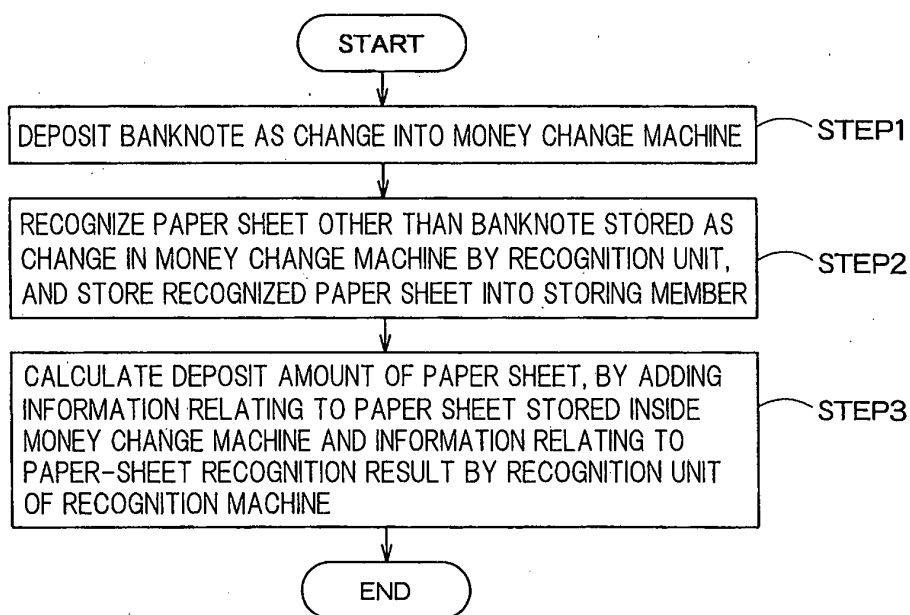 START
DEPOSIT BANKNOTE AS CHANGE INTO MONEY CHANGE MACHINE
STEP1
RECOGNIZE PAPER SHEET OTHER THAN BANKNOTE STORED AS
CHANGE IN MONEY CHANGE MACHINE BY RECOGNITION UNIT,
AND STORE RECOGNIZED PAPER SHEET INTO STORING MEMBER
STEP2
CALCULATE DEPOSIT AMOUNT OF PAPER SHEET, BY ADDING
INFORMATION RELATING TO PAPER SHEET STORED INSIDE
MONEY CHANGE MACHINE AND INFORMATION RELATING TO
PAPER-SHEET RECOGNITION RESULT BY RECOGNITION UNIT
OF RECOGNITION MACHINE
STEP3
END